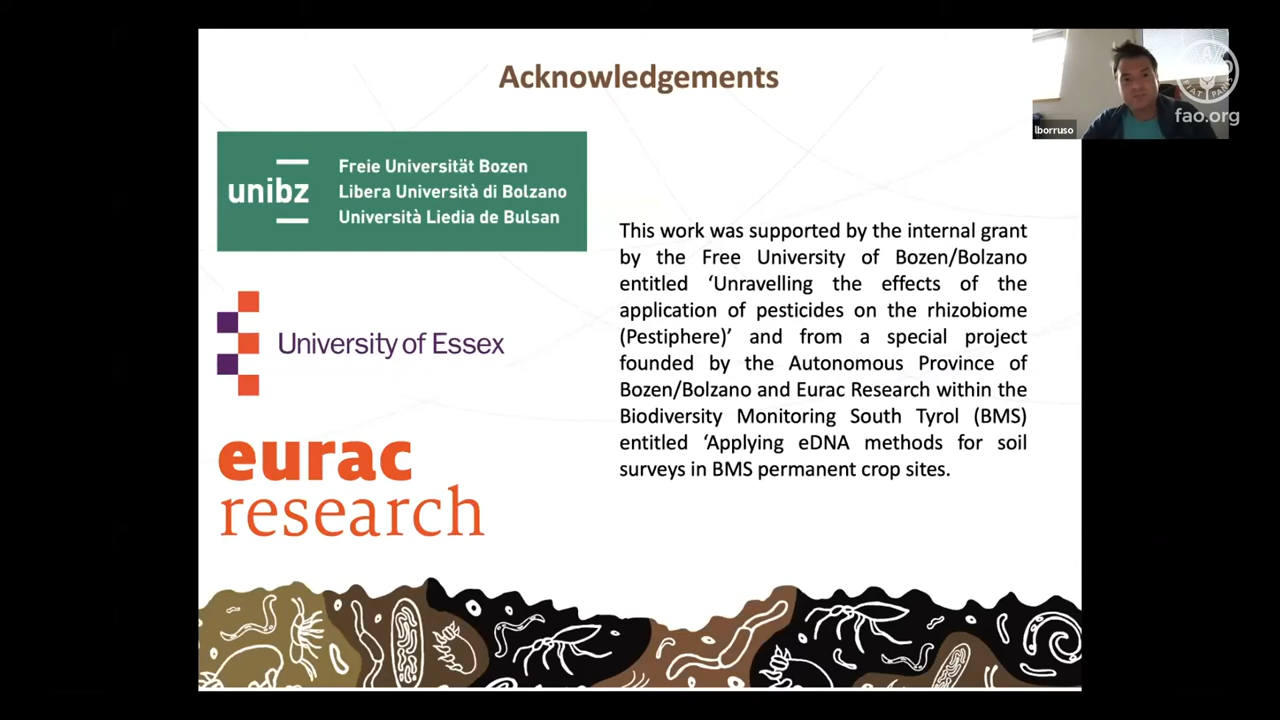 Acknowledgements
unibz
Freie Universität Bozen
Libera Università di Bolzano
Università Liedia de Bulsan
University of Essex
eurac
research
This work was supported by the internal grant
by the Free University of Bozen/Bolzano
entitled ‘Unravelling the effects of the
application of pesticides on the rhizobiome
(Pestiphere)’ and from a special project
founded by the Autonomous Province of
Bozen/Bolzano and Eurac Research within the
Biodiversity Monitoring South Tyrol (BMS)
entitled ‘Applying eDNA methods for soil
surveys in BMS permanent crop sites.
lborruso
FIAT PANIS
fao.org